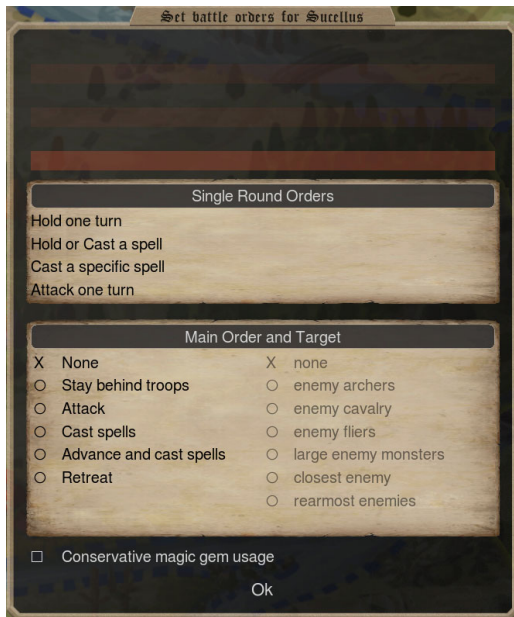 Set battle orders for Sucellus
Single Round Orders
Hold one turn
Hold or Cast a spell
Cast a specific spell
Attack one turn
Main Order and Target
X None
Stay behind troops
Attack
Cast spells
Advance and cast spells
Retreat
X none
enemy archers
enemy cavalry
enemy fliers
large enemy monsters
closest enemy
rearmost enemies
Conservative magic gem usage
Ok